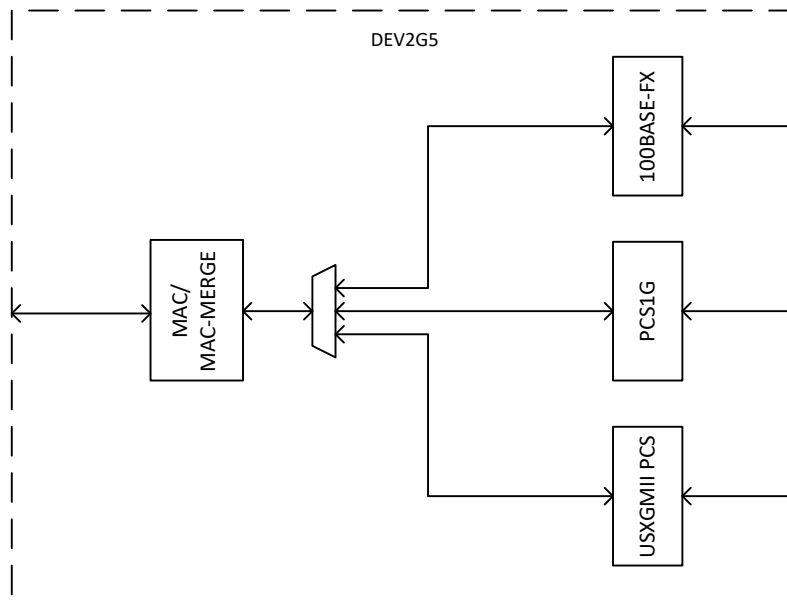 DEV2G5
100BASE-FX
MAC/
MAC-MERGE
PCS1G
USXGMII PCS